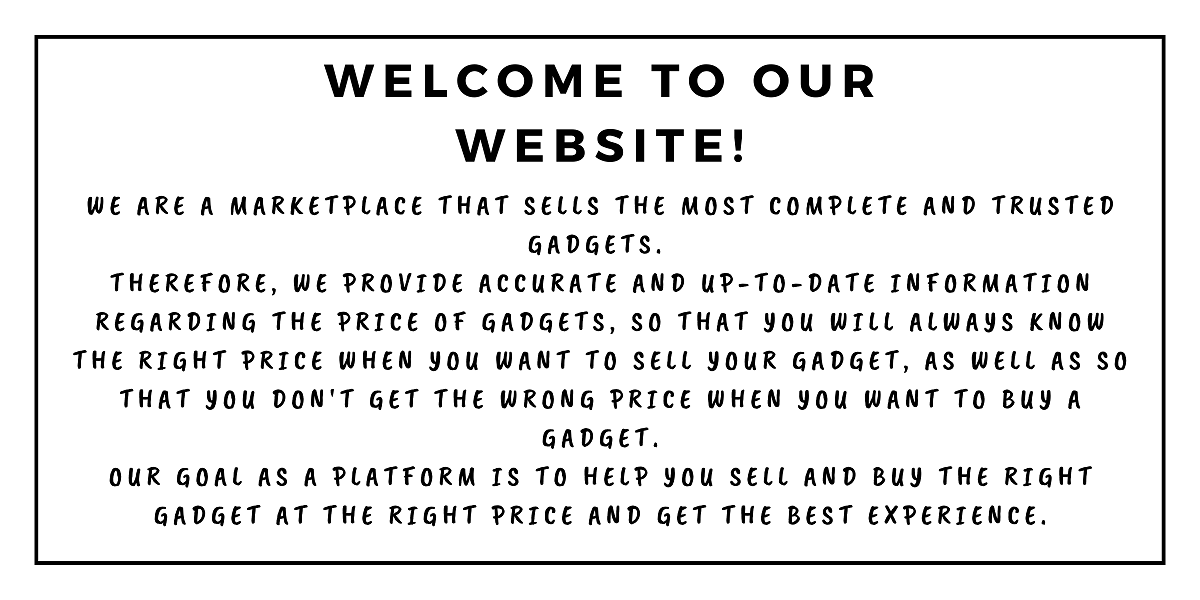 WELCOME TO OUR
WEBSITE!
WE ARE A MARKETPLACE THAT SELLS THE MOST COMPLETE AND TRUSTED
GADGETS.
THEREFORE, WE PROVIDE ACCURATE AND UP-TO-DATE INFORMATION
REGARDING THE PRICE OF GADGETS, SO THAT YOU WILL ALWAYS KNOW
THE RIGHT PRICE WHEN YOU WANT TO SELL YOUR GADGET, AS WELL AS SO
THAT YOU DON'T GET THE WRONG PRICE WHEN YOU WANT TO BUY A
GADGET.
OUR GOAL AS A PLATFORM IS TO HELP YOU SELL AND BUY THE RIGHT
GADGET AT THE RIGHT PRICE AND GET THE BEST EXPERIENCE.